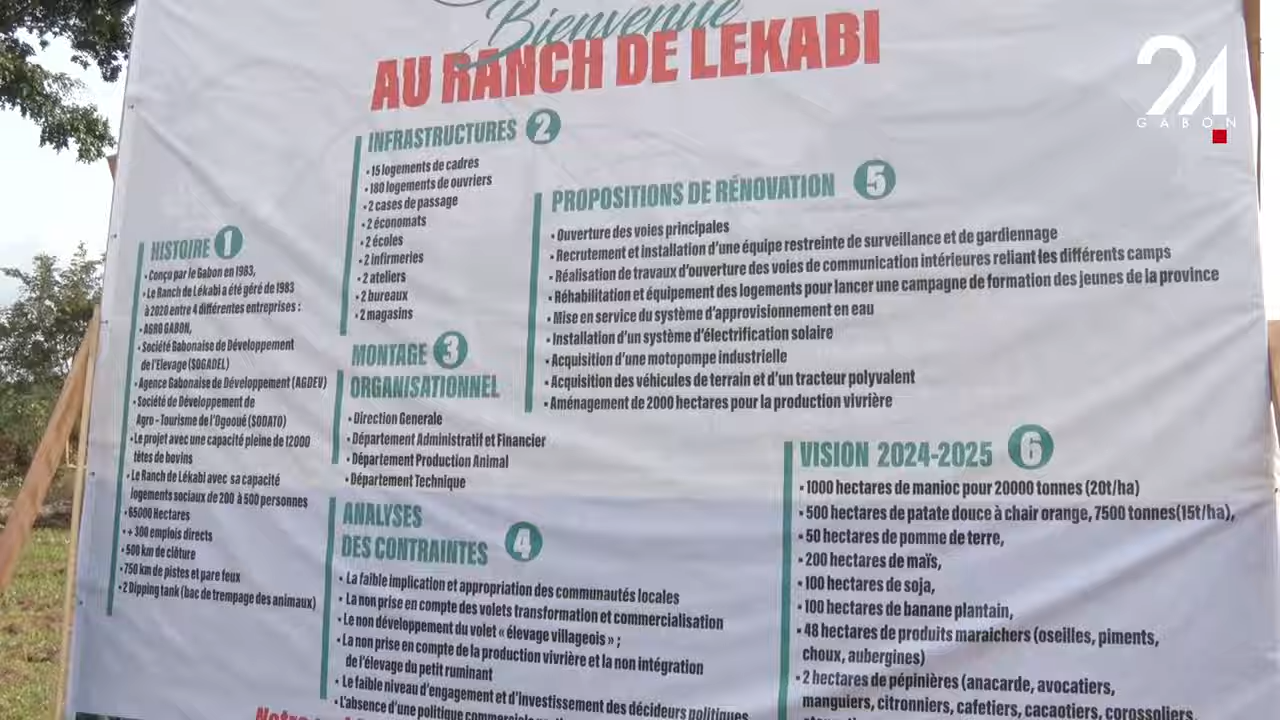 Bienvenue
AU RANCH DE LEKABI
24
GABON
HISTOIRE 1
• Conçu par le Gabon en 1983,
• Le Ranch de Lékabi a été géré de 1983
à 2020 entre 4 différentes entreprises :
• AGRO GABON,
• Société Gabonaise de Développement
de l'Elevage (SOGADEL)
• Agence Gabonaise de Développement (AGDEV)
• Société de Développement de
Agro - Tourisme de l'Ogooué (SODATO)
• Le projet avec une capacité pleine de 12000
têtes de bovins
• Le Ranch de Lékabi avec sa capacité
logements sociaux de 200 à 500 personnes
• 65000 Hectares
• + 300 emplois directs
• 500 km de clôture
• 750 km de pistes et pare feux
• 2 Dipping tank (bac de trempage des animaux)
INFRASTRUCTURES 2
• 15 logements de cadres
• 180 logements de ouvriers
• 2 cases de passage
• 2 économats
• 2 écoles
• 2 infirmeries
• 2 ateliers
• 2 bureaux
• 2 magasins
MONTAGE 3
ORGANISATIONNEL
• Direction Generale
• Département Administratif et Financier
• Département Production Animal
• Département Technique
ANALYSES
DES CONTRAINTES 4
• La faible implication et appropriation des communautés locales
• La non prise en compte des volets transformation et commercialisation
• Le non développement du volet « élevage villageois » ;
• La non prise en compte de la production vivrière et la non intégration
de l'élevage du petit ruminant
• Le faible niveau d'engagement et d'investissement des décideurs politiques
• L'absence d'une politique
PROPOSITIONS DE RÉNOVATION 5
• Ouverture des voies principales
• Recrutement et installation d'une équipe restreinte de surveillance et de gardiennage
• Réalisation de travaux d'ouverture des voies de communication intérieures reliant les différents camps
• Réhabilitation et équipement des logements pour lancer une campagne de formation des jeunes de la province
• Mise en service du système d'approvisionnement en eau
• Installation d'un système d'électrification solaire
• Acquisition d'une motopompe industrielle
• Acquisition des véhicules de terrain et d'un tracteur polyvalent
• Aménagement de 2000 hectares pour la production vivrière
VISION 2024-2025 6
• 1000 hectares de manioc pour 20000 tonnes (20t/ha)
• 500 hectares de patate douce à chair orange, 7500 tonnes(15t/ha),
• 50 hectares de pomme de terre,
• 200 hectares de maïs,
• 100 hectares de soja,
• 100 hectares de banane plantain,
• 48 hectares de produits maraichers (oseilles, piments,
choux, aubergines)
• 2 hectares de pépinières (anacarde, avocatiers,
manguiers, citronniers, cafetiers, cacaotiers, corossoliers,
Notre